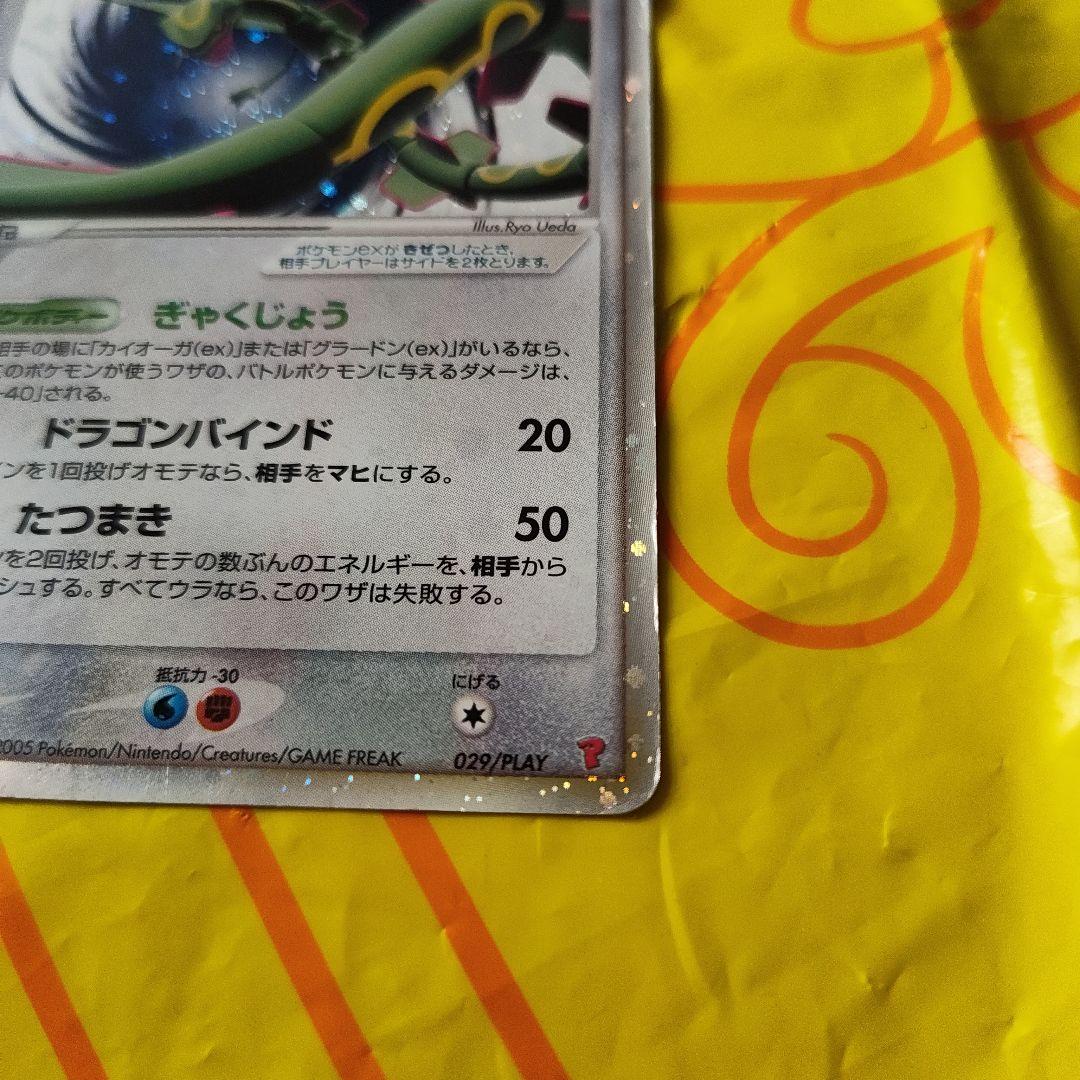 Illus.Ryo Ueda
ポケモンexが きぜつしたとき、
相手プレイヤーはサイドを2枚とります。
ボディー ぎゃくじょう
相手の場に「カイオーガ(ex)」または「グラードン(ex)」がいるなら、
のポケモンが使うワザの、バトルポケモンに与えるダメージは、
40」される。
ドラゴンバインド 20
ンを1回投げオモテなら、相手をマヒにする。
たつまき 50
を2回投げ、オモテの数ぶんのエネルギーを、相手から
シュする。すべてウラなら、このワザは失敗する。
抵抗力 -30 にげる
2005 Pokémon/Nintendo/Creatures/GAME FREAK 029/PLAY